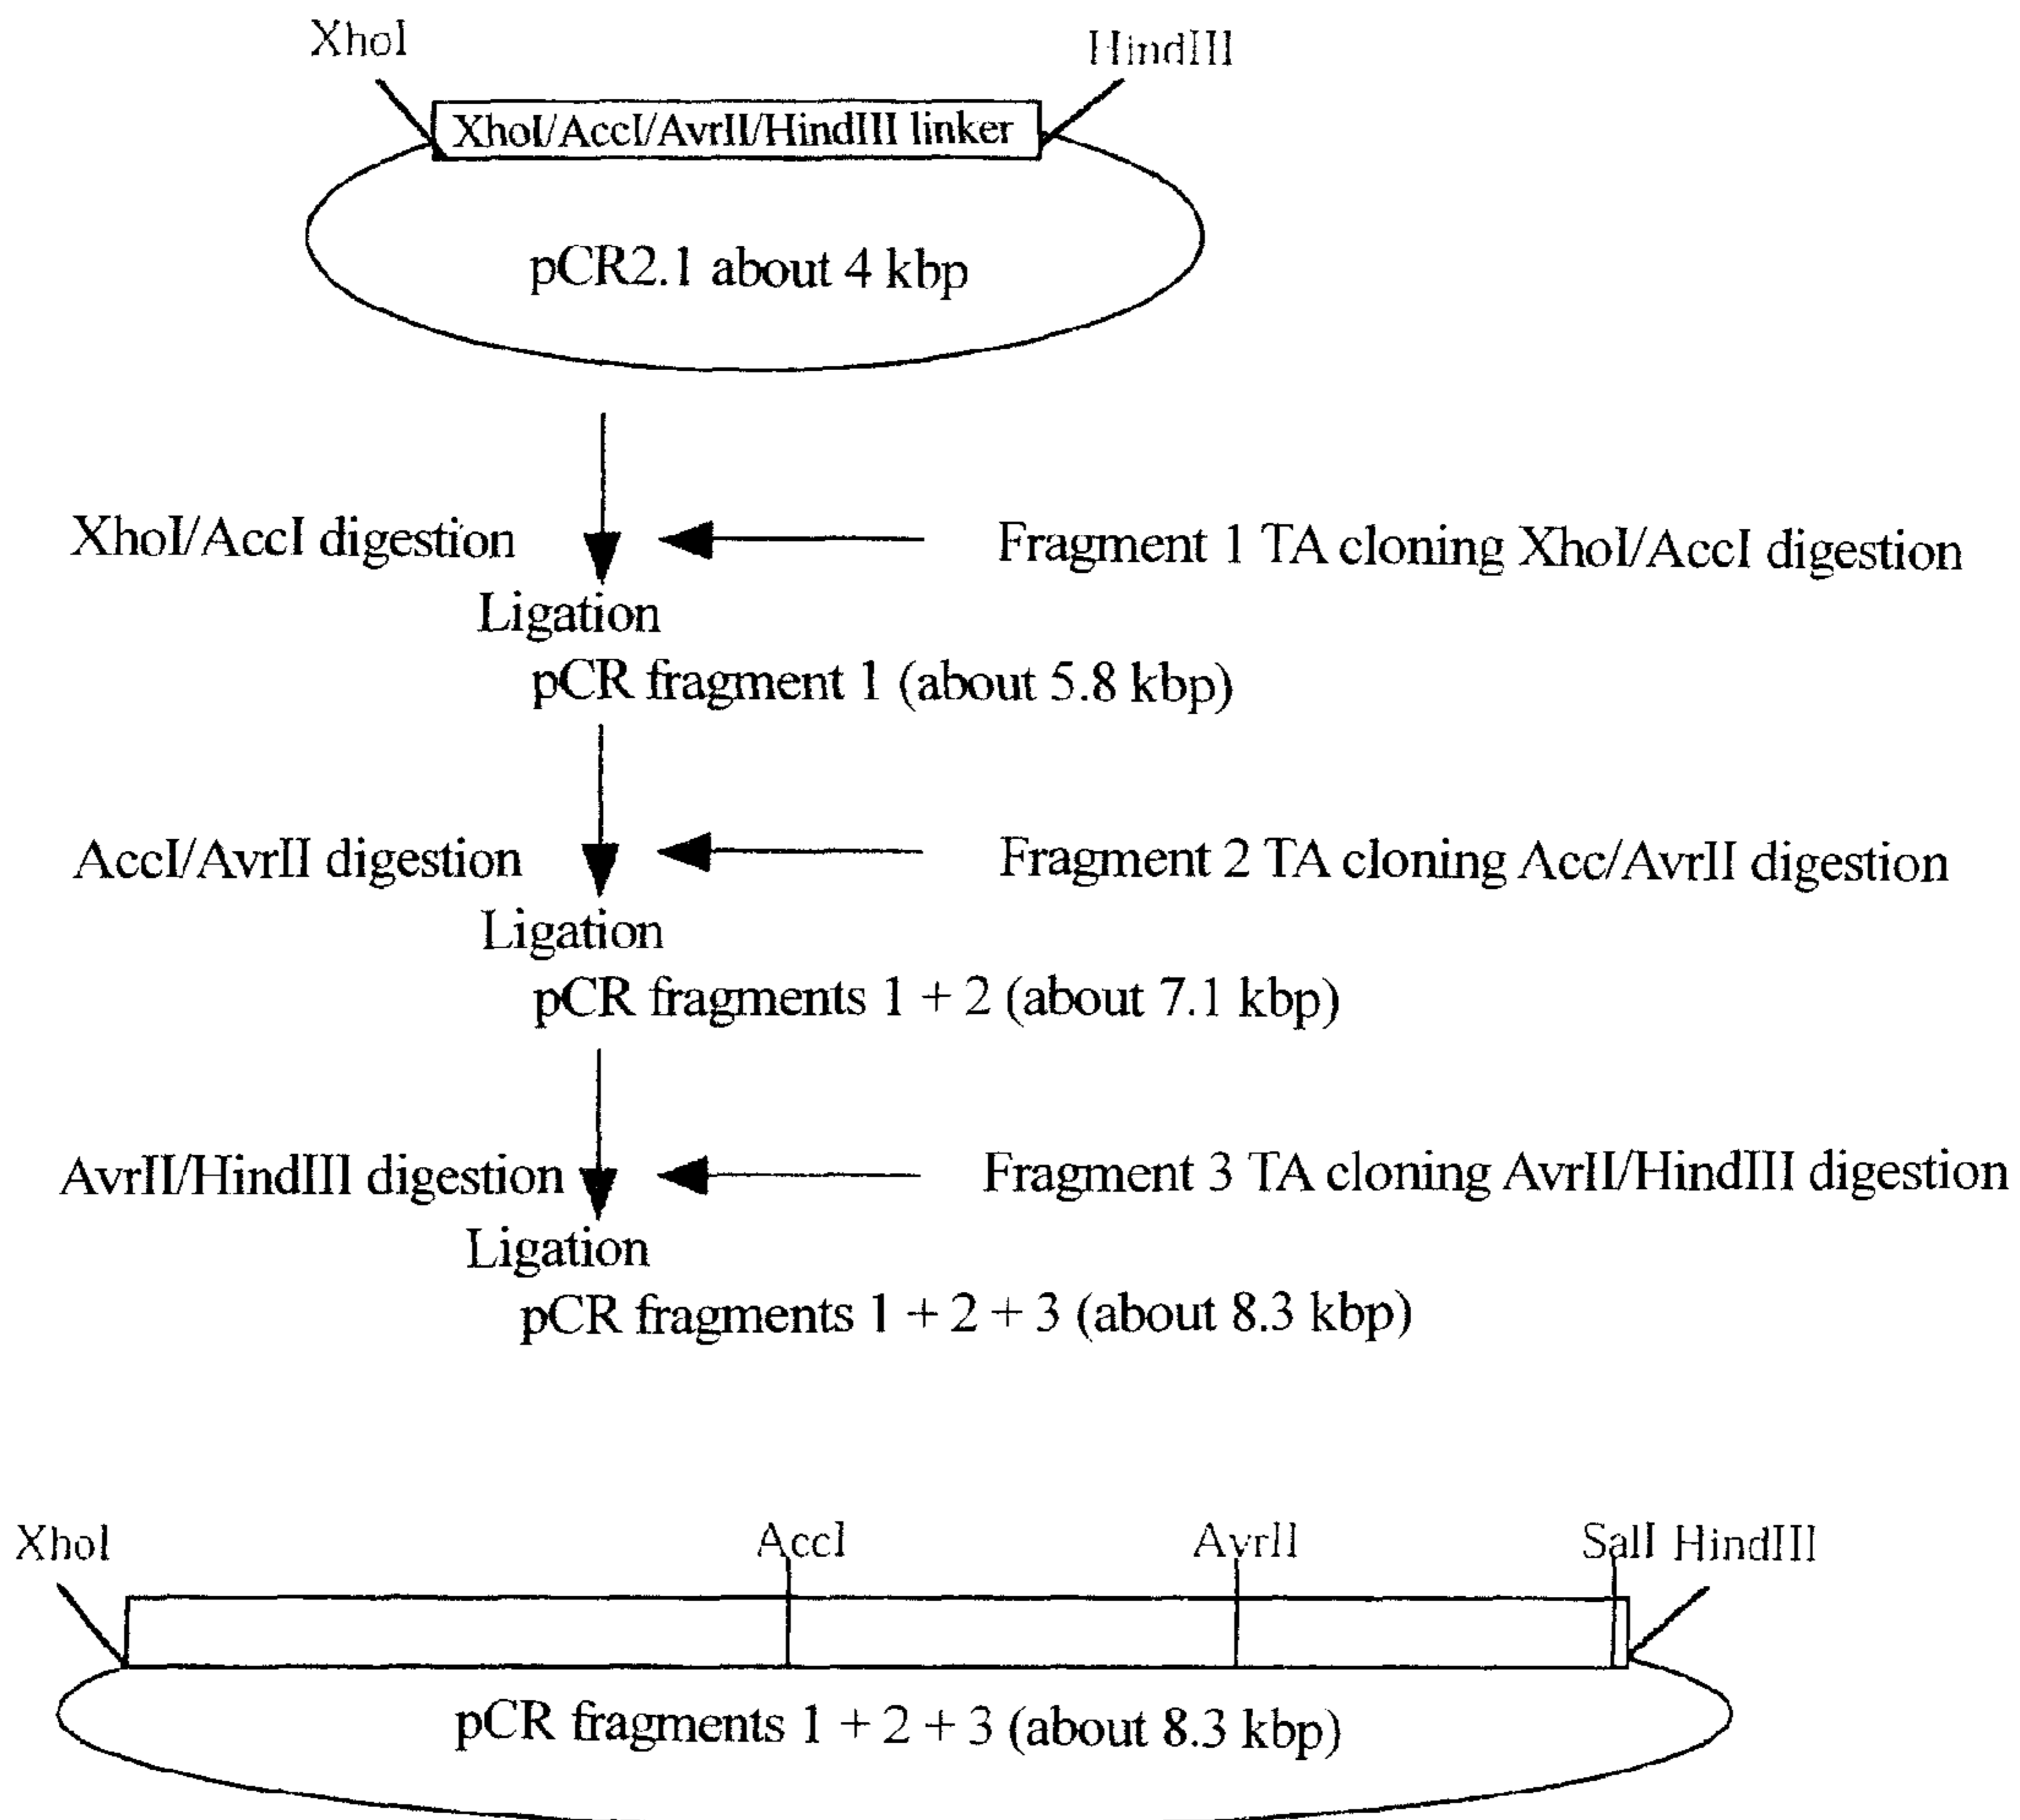 XhoI
HindIII
XhoI/AccI/AvrII/HindIII linker
pCR2.1 about 4 kbp
XhoI/AccI digestion
Fragment 1 TA cloning XhoI/AccI digestion
Ligation
pCR fragment 1 (about 5.8 kbp)
AccI/AvrII digestion
Fragment 2 TA cloning Acc/AvrII digestion
Ligation
pCR fragments 1 + 2 (about 7.1 kbp)
AvrII/HindIII digestion
Fragment 3 TA cloning AvrII/HindIII digestion
Ligation
pCR fragments 1 + 2 + 3 (about 8.3 kbp)
XhoI
AccI
AvrII
SalI HindIII
pCR fragments 1 + 2 + 3 (about 8.3 kbp)